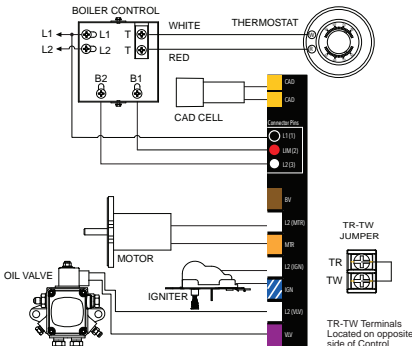 BOILER CONTROL
WHITE
THERMOSTAT
L1 L1 T
W
L2 L2 T
R
RED
B2 B1
CAD
CAD
CAD CELL
Connector Pins
L1 (1)
LIM (2)
L2 (3)
BV
L2 (MTR)
MTR
MOTOR
TR-TW
JUMPER
L2 (IGN)
TR
OIL VALVE
IGN
TW
IGNITER
L2 (VLV)
VLV
TR-TW Terminals
Located on opposite
side of Control